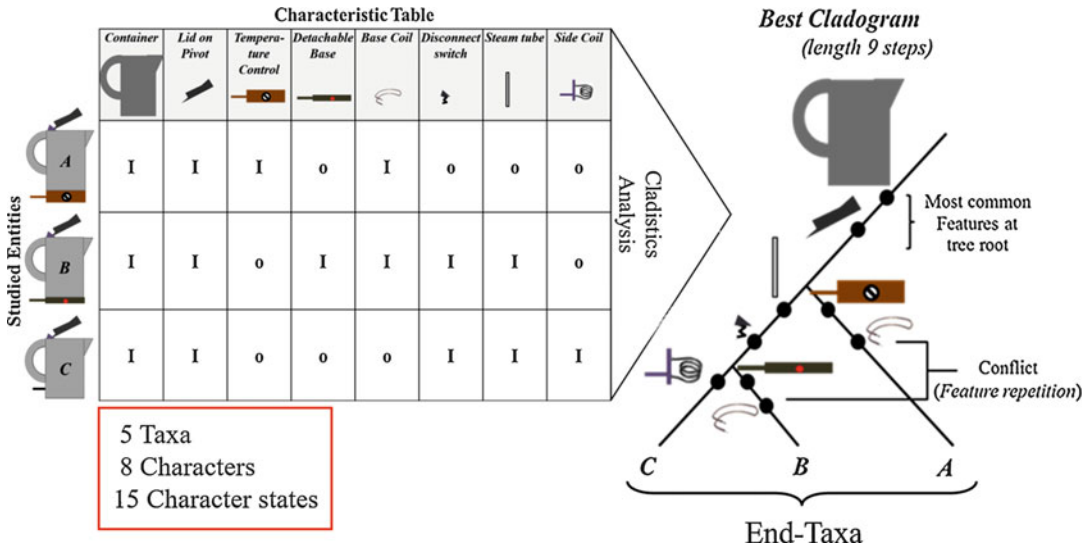 Characteristic Table
Container
Lid on
Pivot
Tempera-
ture
Control
Detachable
Base
Base Coil
Disconnect
switch
Steam tube
Side Coil
Studied Entities
A
I I I o I o o o
B
I I o I I I I o
C
I I o o o I I I
Cladistics
Analysis
5 Taxa
8 Characters
15 Character states
Best Cladogram
(length 9 steps)
Most common
Features at
tree root
Conflict
(Feature repetition)
C B A
End-Taxa